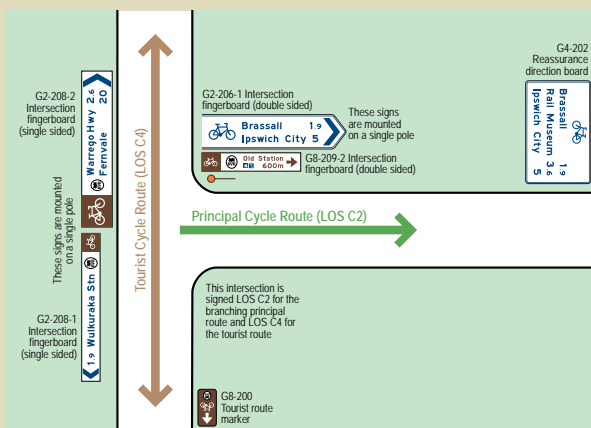 G2-208-2
Intersection
fingerboard
(single sided)
Warrego Hwy 2.6
Fernvale 20
These signs are mounted
on a single pole
G2-208-1
Intersection
fingerboard
(single sided)
1.9 Wulkuraka Stn
Tourist Cycle Route (LOS C4)
G2-206-1 Intersection
fingerboard (double sided)
Brassall 1.9
Ipswich City 5
These signs
are mounted
on a single pole
Old Station
600m
G8-209-2 Intersection
fingerboard (double sided)
G4-202
Reassurance
direction board
Brassall 1.9
Rail Museum 3.6
Ipswich City 5
Principal Cycle Route (LOS C2)
This intersection is
signed LOS C2 for the
branching principal
route and LOS C4 for
the tourist route
G8-200
Tourist route
marker